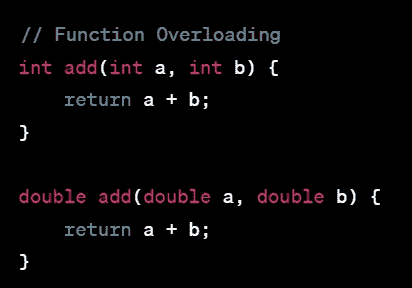 // Function Overloading
int add(int a, int b) {
    return a + b;
}

double add(double a, double b) {
    return a + b;
}